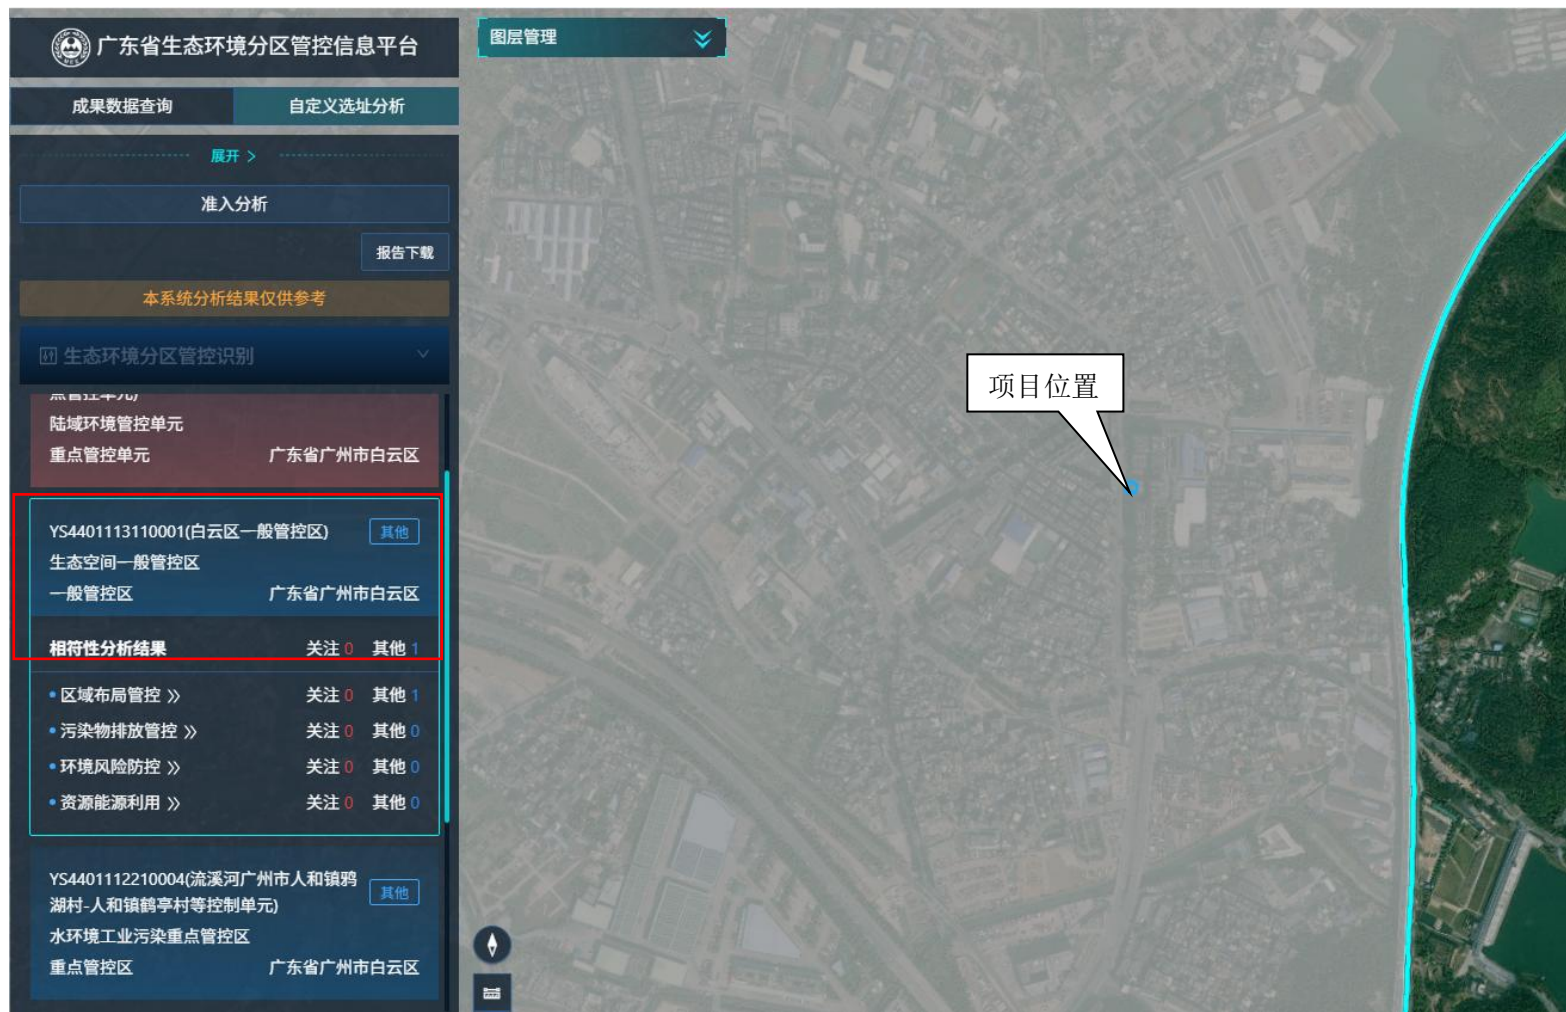 广东省生态环境分区管控信息平台
图层管理
成果数据查询
自定义选址分析
展开 >
准入分析
报告下载
本系统分析结果仅供参考
生态环境分区管控识别
点管控单元)
陆域环境管控单元
重点管控单元 广东省广州市白云区
YS4401113110001(白云区一般管控区) 其他
生态空间一般管控区
一般管控区 广东省广州市白云区
相符性分析结果 关注 0 其他 1
• 区域布局管控 » 关注 0 其他 1
• 污染物排放管控 » 关注 0 其他 0
• 环境风险防控 » 关注 0 其他 0
• 资源能源利用 » 关注 0 其他 0
YS4401112210004(流溪河广州市人和镇鸦
湖村-人和镇鹤亭村等控制单元) 其他
水环境工业污染重点管控区
重点管控区 广东省广州市白云区
项目位置